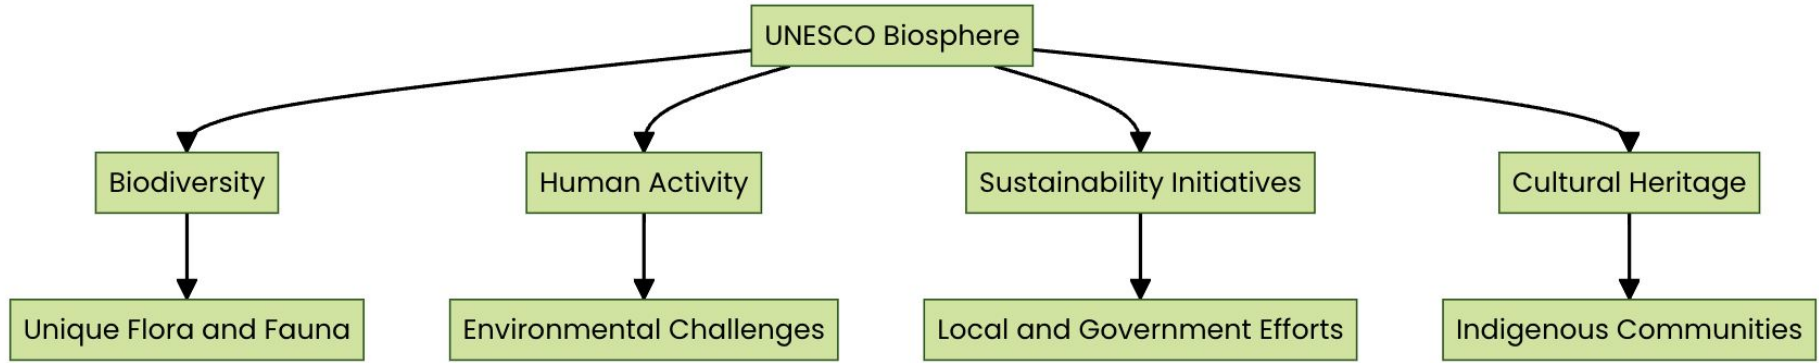 UNESCO Biosphere
Biodiversity
Human Activity
Sustainability Initiatives
Cultural Heritage
Unique Flora and Fauna
Environmental Challenges
Local and Government Efforts
Indigenous Communities